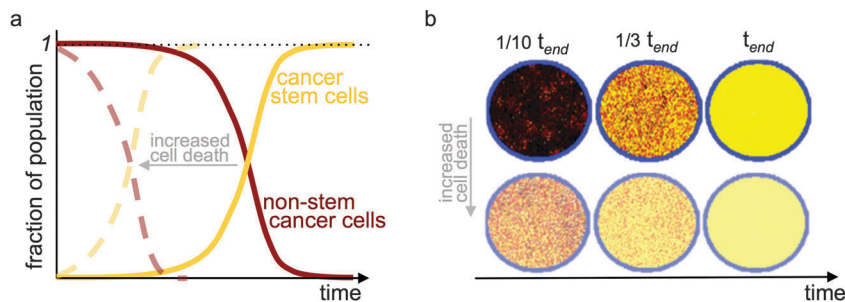 a
1
fraction of population
cancer
stem cells
increased
cell death
non-stem
cancer cells
time
b
1/10 t_end
1/3 t_end
t_end
increased
cell death
time